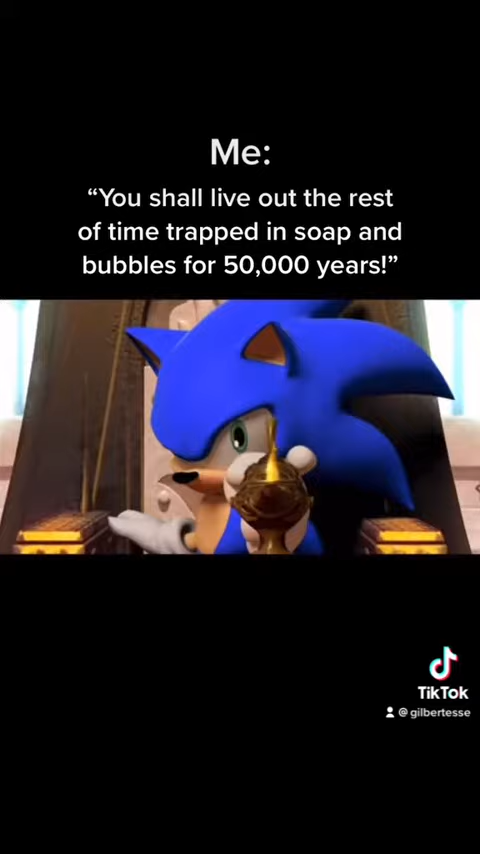 Me:
“You shall live out the rest
of time trapped in soap and
bubbles for 50,000 years!”
TikTok
@gilbertesse